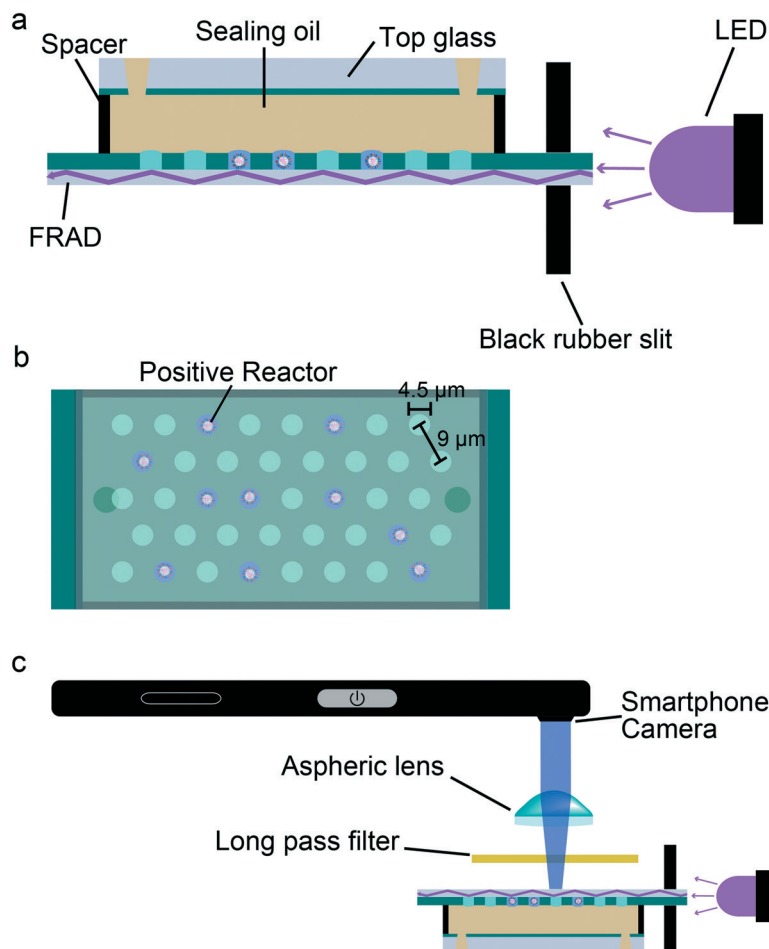 a
Spacer
Sealing oil
Top glass
LED
FRAD
Black rubber slit
b
Positive Reactor
4.5 µm
9 µm
c
Smartphone
Camera
Aspheric lens
Long pass filter